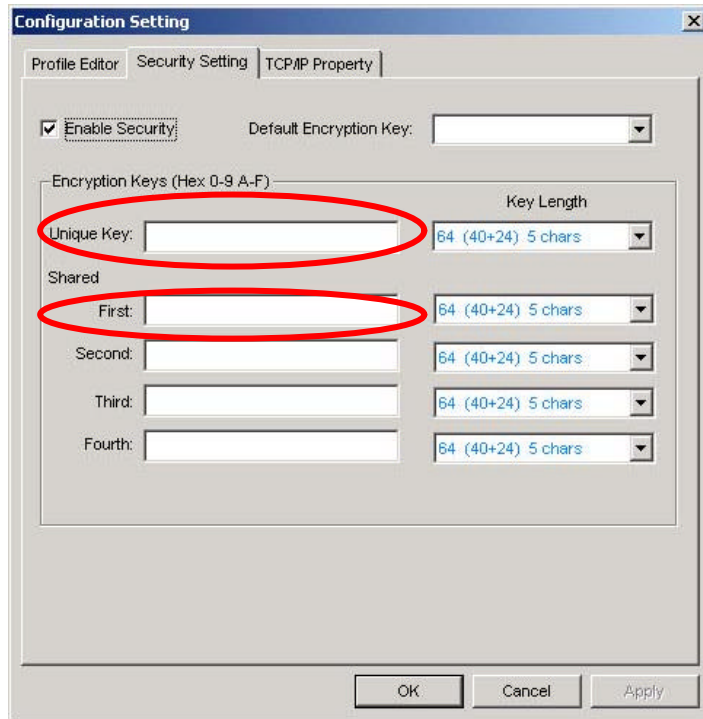 Configuration Setting
Profile Editor Security Setting TCP/IP Property
Enable Security Default Encryption Key:
Encryption Keys (Hex 0-9 A-F)
Key Length
Unique Key: 64 (40+24) 5 chars
Shared
First: 64 (40+24) 5 chars
Second: 64 (40+24) 5 chars
Third: 64 (40+24) 5 chars
Fourth: 64 (40+24) 5 chars
OK Cancel Apply